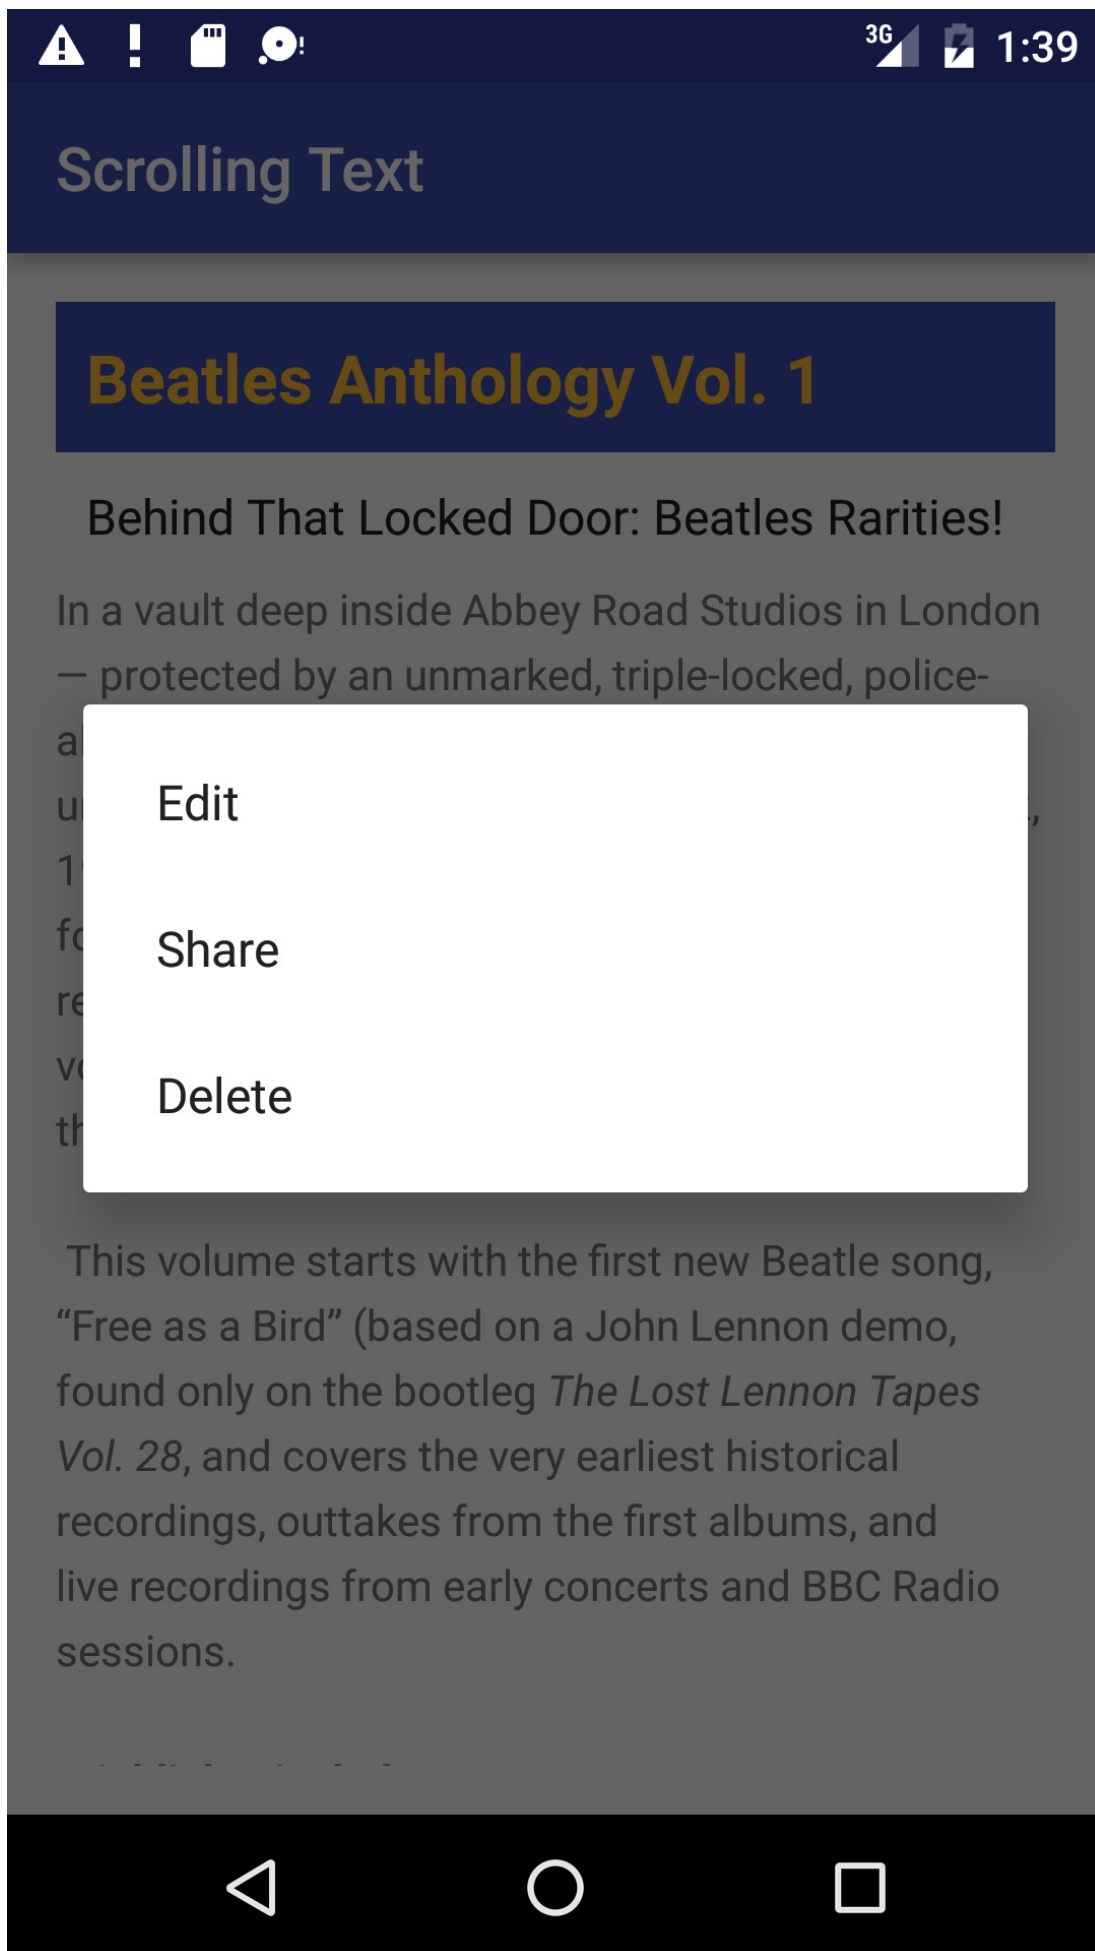 3G 1:39
Scrolling Text
Beatles Anthology Vol. 1
Behind That Locked Door: Beatles Rarities!
In a vault deep inside Abbey Road Studios in London
— protected by an unmarked, triple-locked, police-
Edit
Share
Delete
This volume starts with the first new Beatle song,
“Free as a Bird” (based on a John Lennon demo,
found only on the bootleg The Lost Lennon Tapes
Vol. 28, and covers the very earliest historical
recordings, outtakes from the first albums, and
live recordings from early concerts and BBC Radio
sessions.